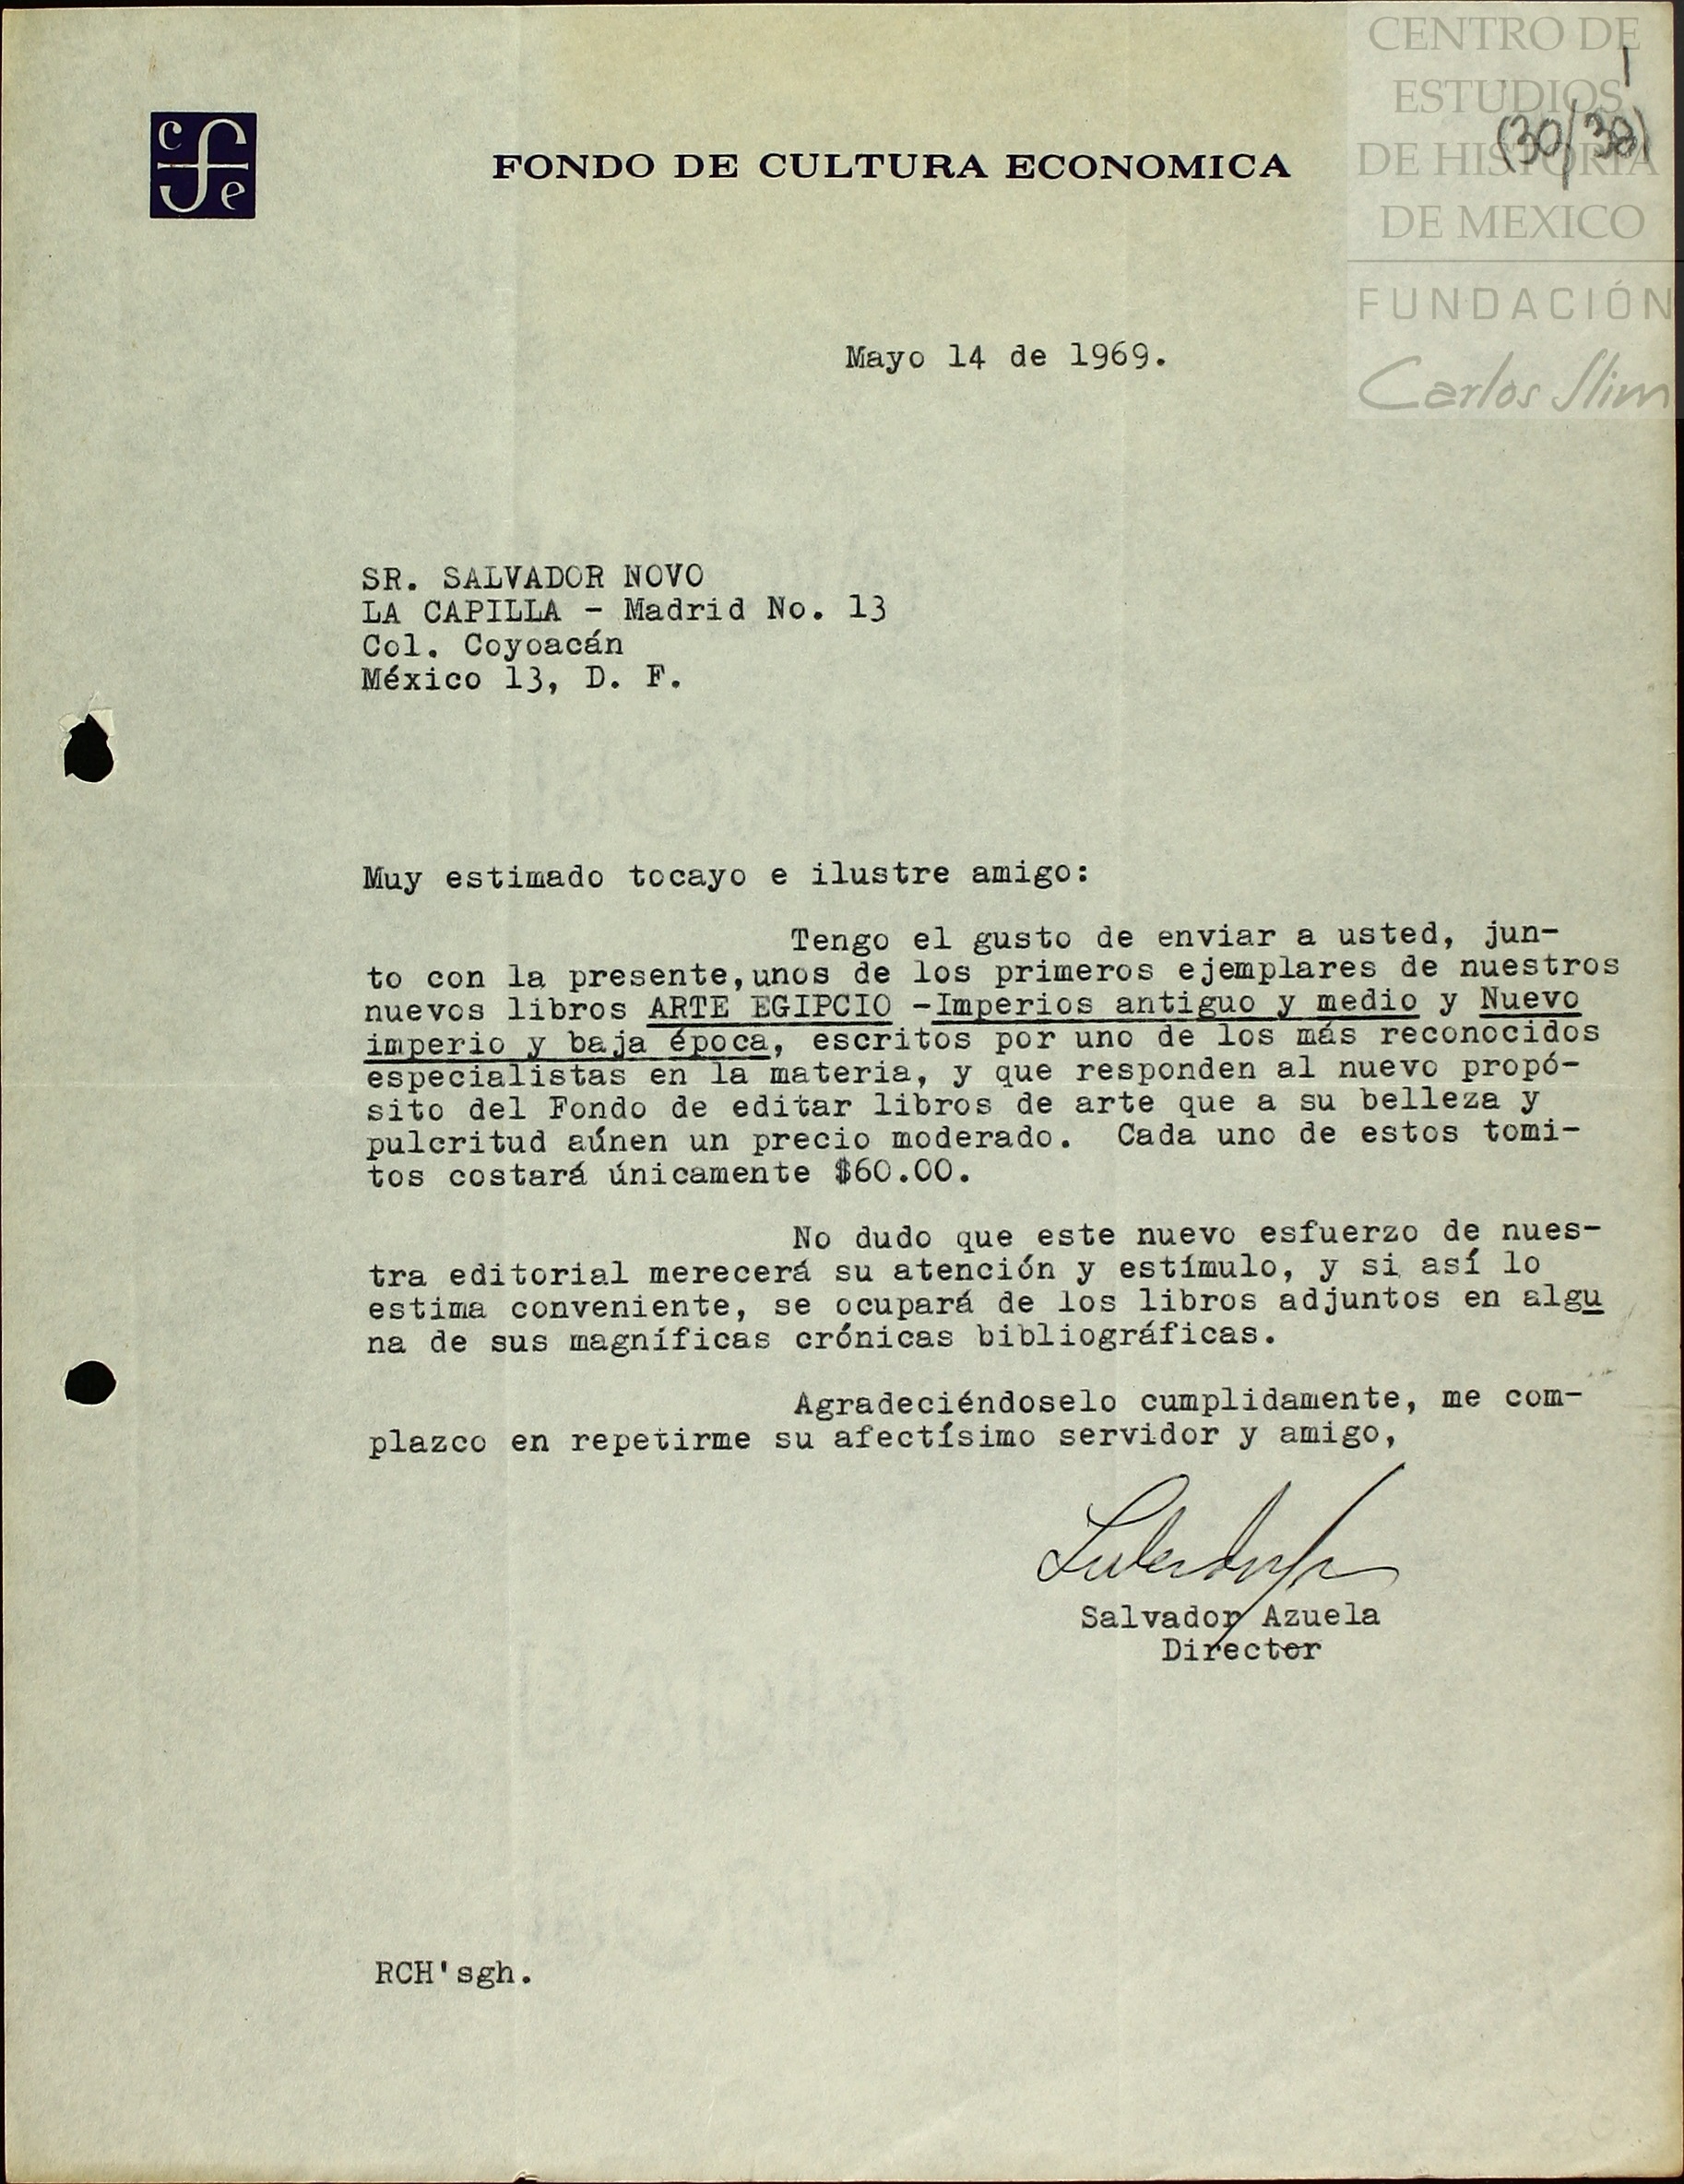 CENTRO DE
ESTUDIOS
DE HISTORIA
DE MEXICO
FUNDACIÓN
Carlos Slim
1
(30/38)
cfe
FONDO DE CULTURA ECONOMICA
Mayo 14 de 1969.
SR. SALVADOR NOVO
LA CAPILLA - Madrid No. 13
Col. Coyoacán
México 13, D. F.
Muy estimado tocayo e ilustre amigo:
Tengo el gusto de enviar a usted, jun-
to con la presente, unos de los primeros ejemplares de nuestros
nuevos libros ARTE EGIPCIO -Imperios antiguo y medio y Nuevo
imperio y baja época, escritos por uno de los más reconocidos
especialistas en la materia, y que responden al nuevo propó-
sito del Fondo de editar libros de arte que a su belleza y
pulcritud aúnen un precio moderado. Cada uno de estos tomi-
tos costará únicamente $60.00.
No dudo que este nuevo esfuerzo de nues-
tra editorial merecerá su atención y estímulo, y si así lo
estima conveniente, se ocupará de los libros adjuntos en algu
na de sus magníficas crónicas bibliográficas.
Agradeciéndoselo cumplidamente, me com-
plazco en repetirme su afectísimo servidor y amigo,
Salvador Azuela
Director
RCH'sgh.